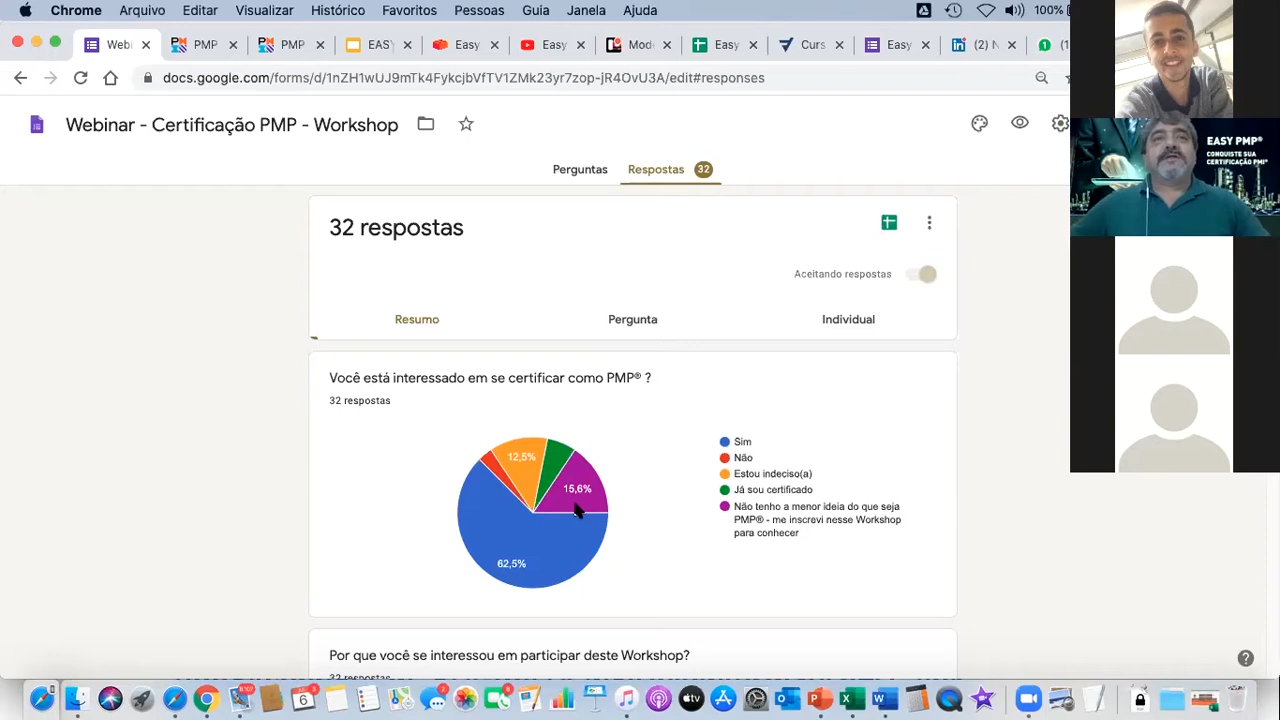 Chrome Arquivo Editar Visualizar Histórico Favoritos Pessoas Guia Janela Ajuda 100%
Webi PMP PMP EAS Easy Easy Mod Easy Curs Easy (2) N
docs.google.com/forms/d/1nZH1wUJ9mTk4FykcjbVfTV1ZMk23yr7zop-jR4OvU3A/edit#responses
Webinar - Certificação PMP - Workshop
EASY PMP®
CONQUISTE SUA
CERTIFICAÇÃO PMI®
Perguntas Respostas 32
32 respostas
Aceitando respostas
Resumo Pergunta Individual
Você está interessado em se certificar como PMP® ?
32 respostas
12,5%
15,6%
62,5%
Sim
Não
Estou indeciso(a)
Já sou certificado
Não tenho a menor ideia do que seja
PMP® - me inscrevi nesse Workshop
para conhecer
Por que você se interessou em participar deste Workshop?
32 respostas